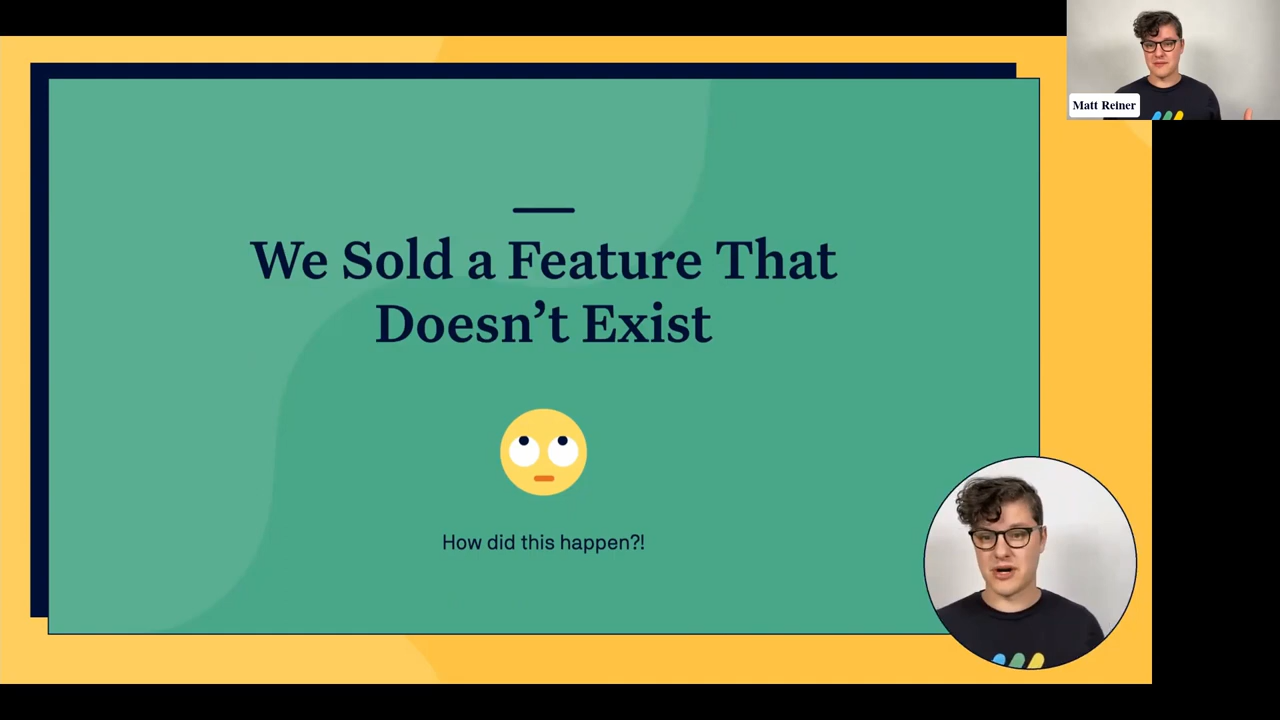 Matt Reiner
We Sold a Feature That
Doesn’t Exist
How did this happen?!